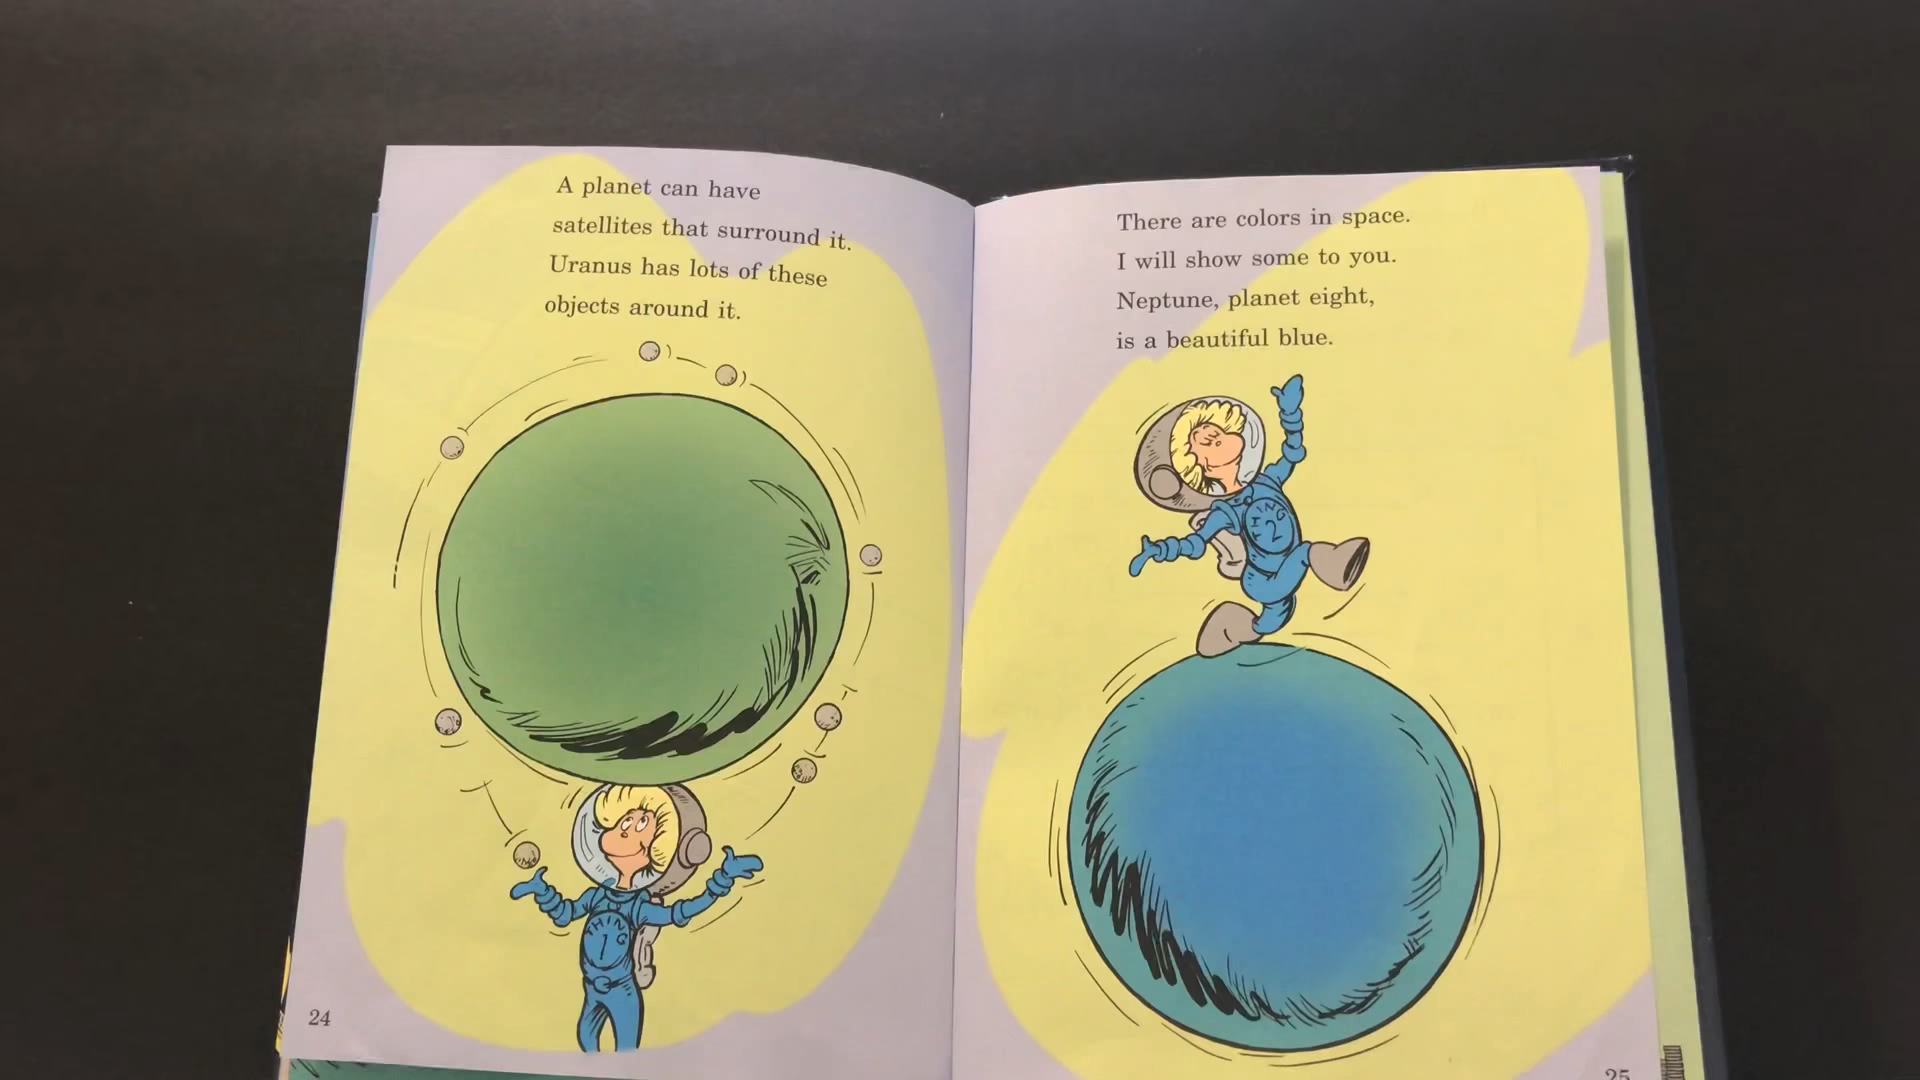 A planet can have
satellites that surround it.
Uranus has lots of these
objects around it.
THING
1
24
There are colors in space.
I will show some to you.
Neptune, planet eight,
is a beautiful blue.
THING
2
25